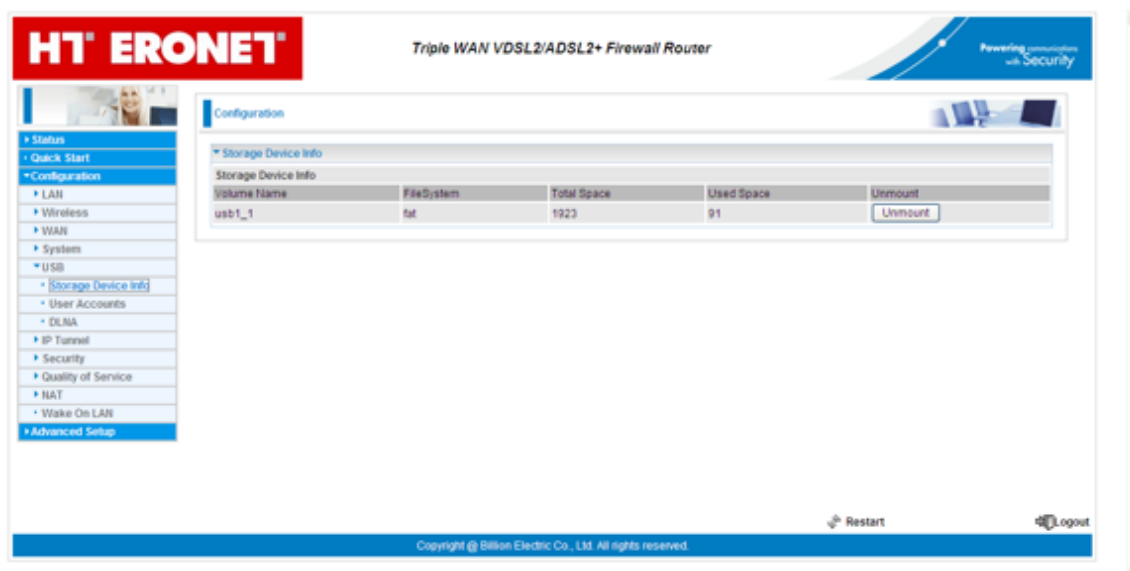 HT ERONET
Triple WAN VDSL2/ADSL2+ Firewall Router
Powering communications
with Security
Configuration
Status
Quick Start
Configuration
LAN
Wireless
WAN
System
USB
Storage Device Info
User Accounts
DLNA
IP Tunnel
Security
Quality of Service
NAT
Wake On LAN
Advanced Setup
Storage Device Info
Storage Device Info
Volume Name FileSystem Total Space Used Space Unmount
usb1_1 fat 1923 91 Unmount
Restart Logout
Copyright @ Billion Electric Co., Ltd. All rights reserved.